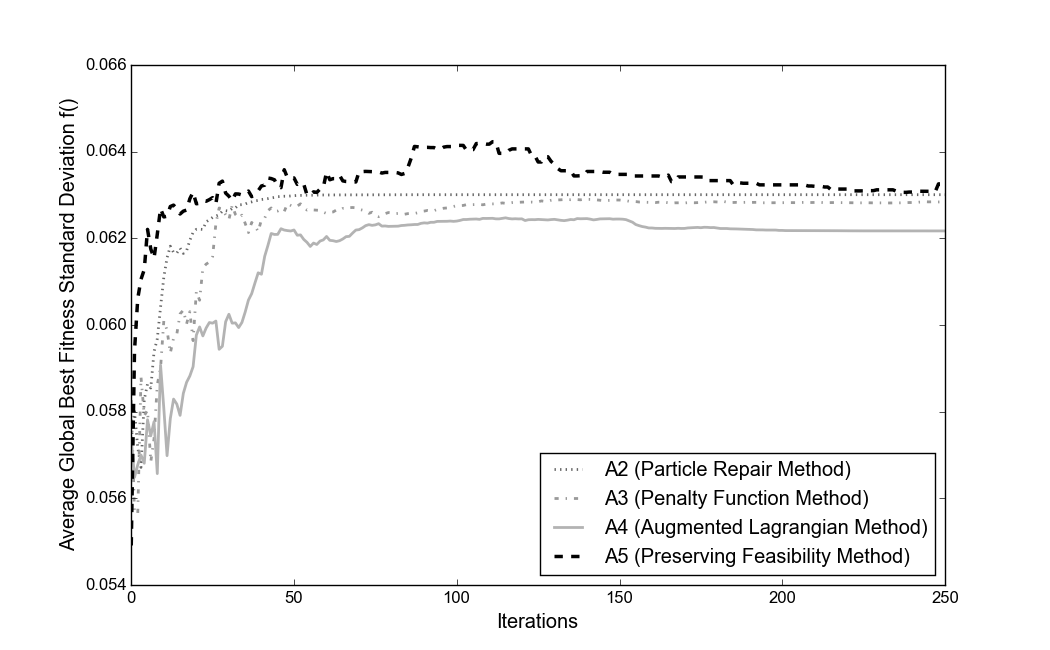 0.066
0.064
0.062
0.060
0.058
0.056
0.054
Average Global Best Fitness Standard Deviation f()
0 50 100 150 200 250
Iterations
A2 (Particle Repair Method)
A3 (Penalty Function Method)
A4 (Augmented Lagrangian Method)
A5 (Preserving Feasibility Method)